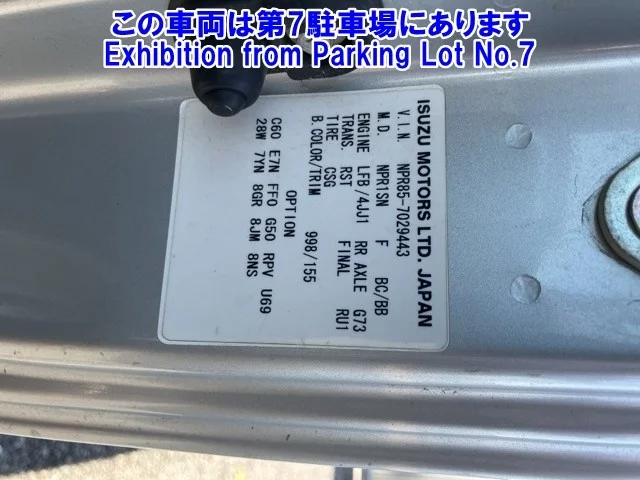 この車両は第7駐車場にあります
Exhibition from Parking Lot No.7
ISUZU MOTORS LTD. JAPAN
V.I.N. NPR85-7029443
M.D. NPR1SN F BC/BB
ENGINE LFB/4JJ1 RR AXLE G73
TRANS. RST FINAL RU1
TIRE CSG
B.COLOR/TRIM 998/155
OPTION
C60 E7N FF0 G50 RPV U69
28W 7YN 8GR 8JM 8NS